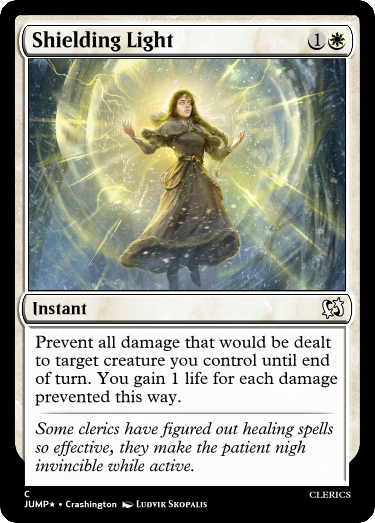 Shielding Light 1
Instant
Prevent all damage that would be dealt
to target creature you control until end
of turn. You gain 1 life for each damage
prevented this way.
Some clerics have figured out healing spells
so effective, they make the patient nigh
invincible while active.
C
JUMP★ • Crashington Ludvik Skopalis
CLERICS